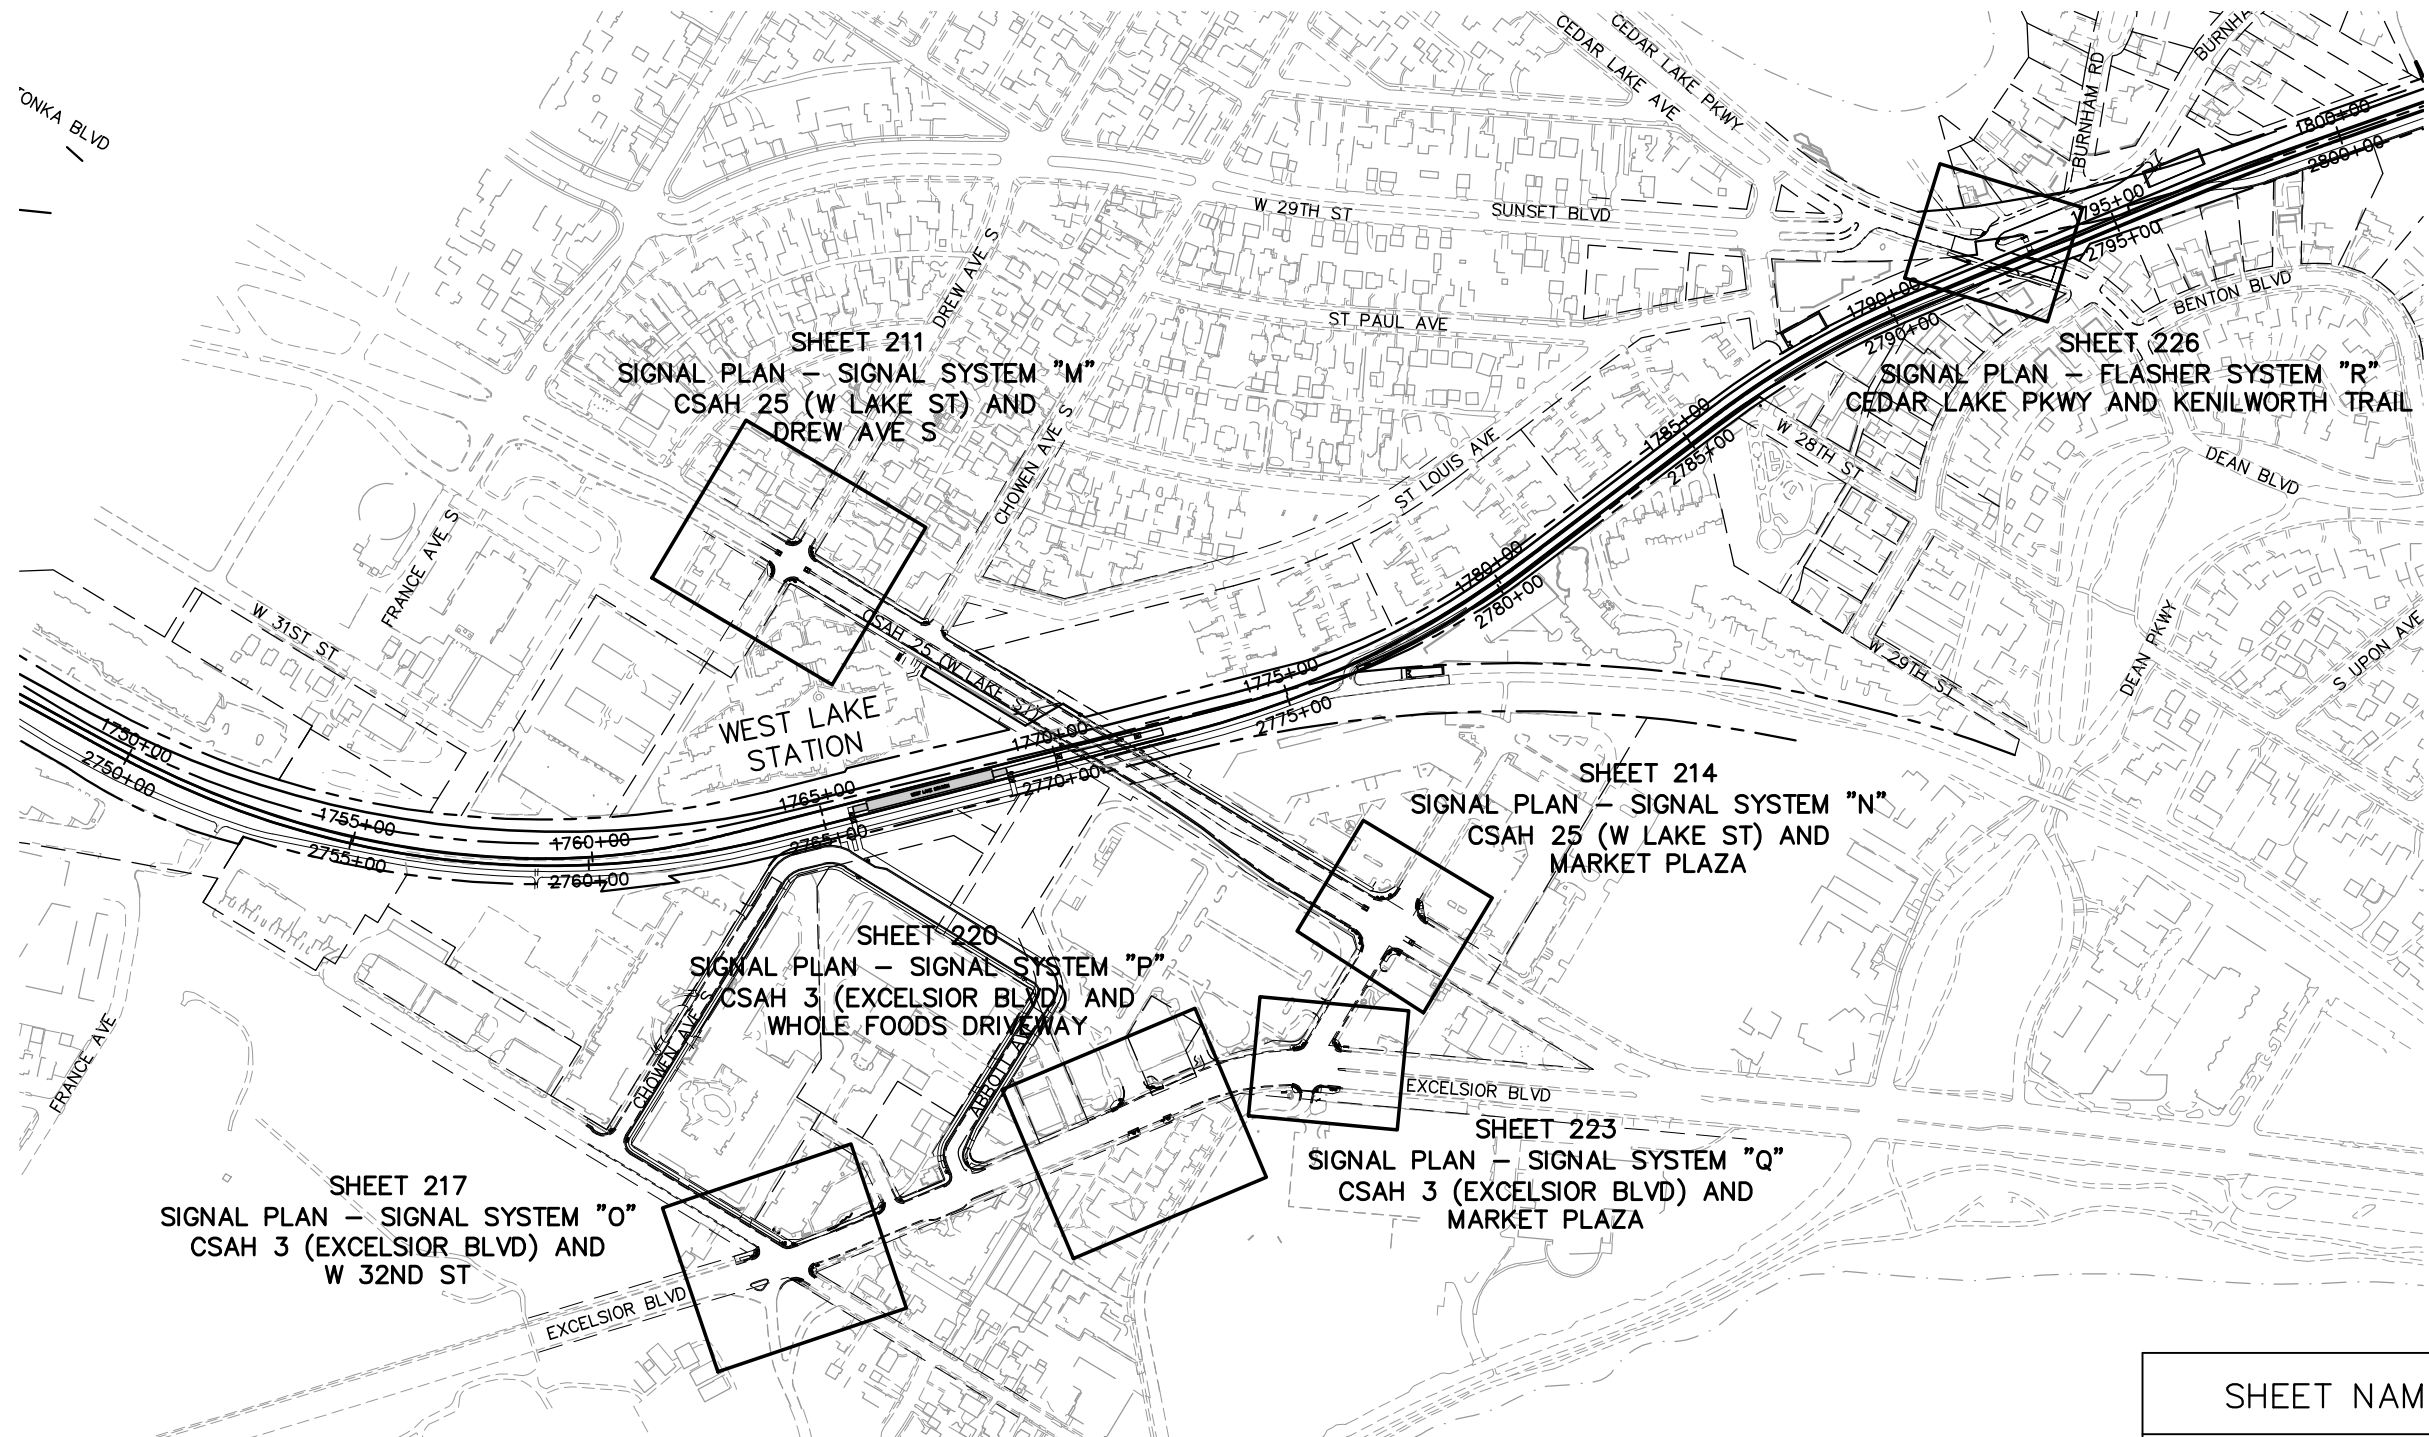 TONKA BLVD
CEDAR LAKE AVE
CEDAR LAKE PKWY
BURNHAM RD
BURNHA
1800+00
2800+00
1795+00
2795+00
W 29TH ST
SUNSET BLVD
DREW AVE S
ST PAUL AVE
BENTON BLVD
1790+00
2790+00
SHEET 211
SIGNAL PLAN – SIGNAL SYSTEM "M"
CSAH 25 (W LAKE ST) AND
DREW AVE S
SHEET 226
SIGNAL PLAN – FLASHER SYSTEM "R"
CEDAR LAKE PKWY AND KENILWORTH TRAIL
CHOWEN AVE S
ST LOUIS AVE
1785+00
2785+00
W 28TH ST
DEAN BLVD
FRANCE AVE S
W 31ST ST
1780+00
2780+00
CSAH 25 (W LAKE ST)
W 29TH ST
DEAN PKWY
S UPON AVE
WEST LAKE
STATION
1775+00
2775+00
1770+00
2770+00
1750+00
2750+00
1755+00
2755+00
1760+00
2760+00
1765+00
2765+00
SHEET 214
SIGNAL PLAN – SIGNAL SYSTEM "N"
CSAH 25 (W LAKE ST) AND
MARKET PLAZA
SHEET 220
SIGNAL PLAN – SIGNAL SYSTEM "P"
CSAH 3 (EXCELSIOR BLVD) AND
WHOLE FOODS DRIVEWAY
FRANCE AVE
CHOWEN AVE S
ABBOTT AVE S
EXCELSIOR BLVD
SHEET 223
SIGNAL PLAN – SIGNAL SYSTEM "Q"
CSAH 3 (EXCELSIOR BLVD) AND
MARKET PLAZA
SHEET 217
SIGNAL PLAN – SIGNAL SYSTEM "O"
CSAH 3 (EXCELSIOR BLVD) AND
W 32ND ST
EXCELSIOR BLVD
SHEET NAM